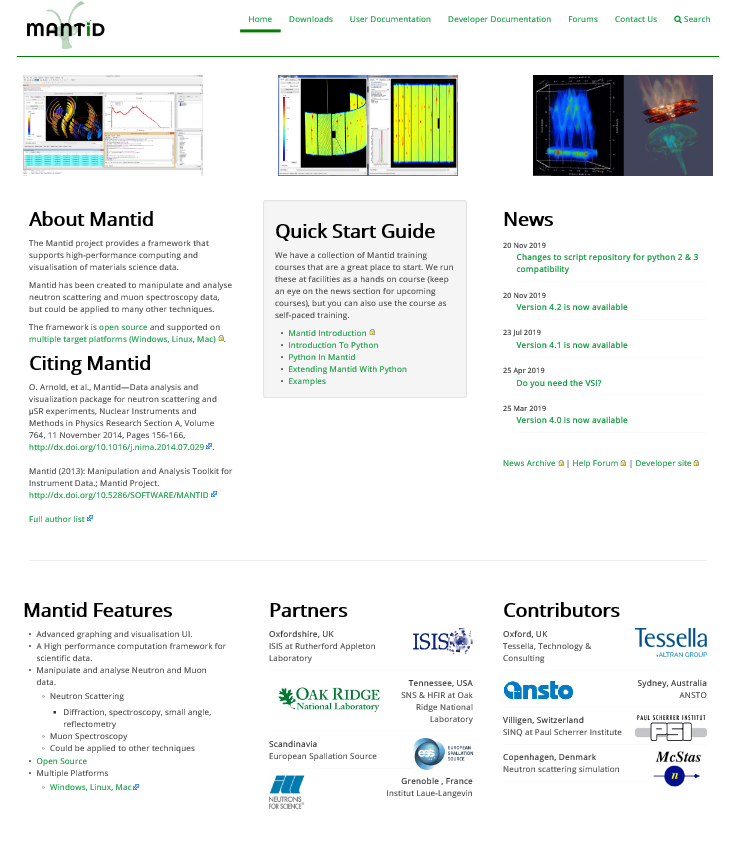 MANTiD
Home
Downloads
User Documentation
Developer Documentation
Forums
Contact Us
Search
About Mantid
The Mantid project provides a framework that
supports high-performance computing and
visualisation of materials science data.
Mantid has been created to manipulate and analyse
neutron scattering and muon spectroscopy data,
but could be applied to many other techniques.
The framework is open source and supported on
multiple target platforms (Windows, Linux, Mac).
Citing Mantid
O. Arnold, et al., Mantid—Data analysis and
visualization package for neutron scattering and
µSR experiments, Nuclear Instruments and
Methods in Physics Research Section A, Volume
764, 11 November 2014, Pages 156-166,
http://dx.doi.org/10.1016/j.nima.2014.07.029.
Mantid (2013): Manipulation and Analysis Toolkit for
Instrument Data.; Mantid Project.
http://dx.doi.org/10.5286/SOFTWARE/MANTID
Full author list
Quick Start Guide
We have a collection of Mantid training
courses that are a great place to start. We run
these at facilities as a hands on course (keep
an eye on the news section for upcoming
courses), but you can also use the course as
self-paced training.
• Mantid Introduction
• Introduction To Python
• Python In Mantid
• Extending Mantid With Python
• Examples
News
20 Nov 2019
Changes to script repository for python 2 & 3
compatibility
20 Nov 2019
Version 4.2 is now available
23 Jul 2019
Version 4.1 is now available
25 Apr 2019
Do you need the VSI?
25 Mar 2019
Version 4.0 is now available
News Archive | Help Forum | Developer site
Mantid Features
• Advanced graphing and visualisation UI.
• A High performance computation framework for
scientific data.
• Manipulate and analyse Neutron and Muon
data.
◦ Neutron Scattering
▪ Diffraction, spectroscopy, small angle,
reflectometry
◦ Muon Spectroscopy
◦ Could be applied to other techniques
• Open Source
• Multiple Platforms
◦ Windows, Linux, Mac
Partners
Oxfordshire, UK
ISIS at Rutherford Appleton
Laboratory
ISIS
OAK RIDGE
National Laboratory
Tennessee, USA
SNS & HFIR at Oak
Ridge National
Laboratory
Scandinavia
European Spallation Source
ess
EUROPEAN
SPALLATION
SOURCE
NEUTRONS
FOR SCIENCE
Grenoble , France
Institut Laue-Langevin
Contributors
Oxford, UK
Tessella, Technology &
Consulting
Tessella
ALTRAN GROUP
ansto
Sydney, Australia
ANSTO
Villigen, Switzerland
SINQ at Paul Scherrer Institute
PAUL SCHERRER INSTITUT
PSI
Copenhagen, Denmark
Neutron scattering simulation
McStas
n